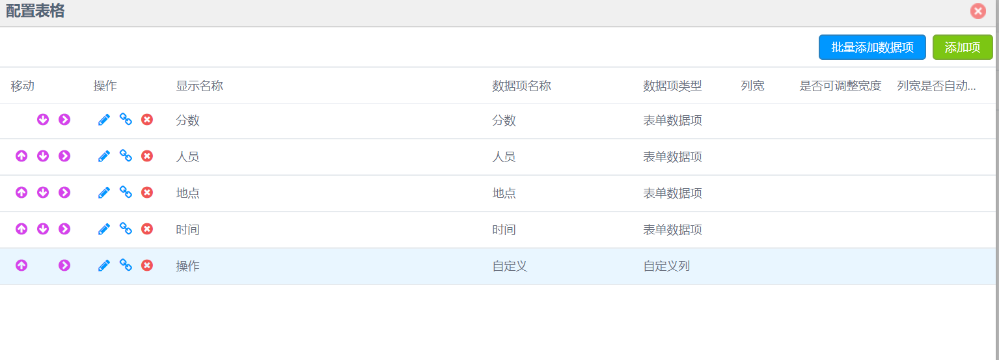 配置表格
批量添加数据项 添加项
移动 操作 显示名称 数据项名称 数据项类型 列宽 是否可调整宽度 列宽是否自动...
分数 分数 表单数据项
人员 人员 表单数据项
地点 地点 表单数据项
时间 时间 表单数据项
操作 自定义 自定义列